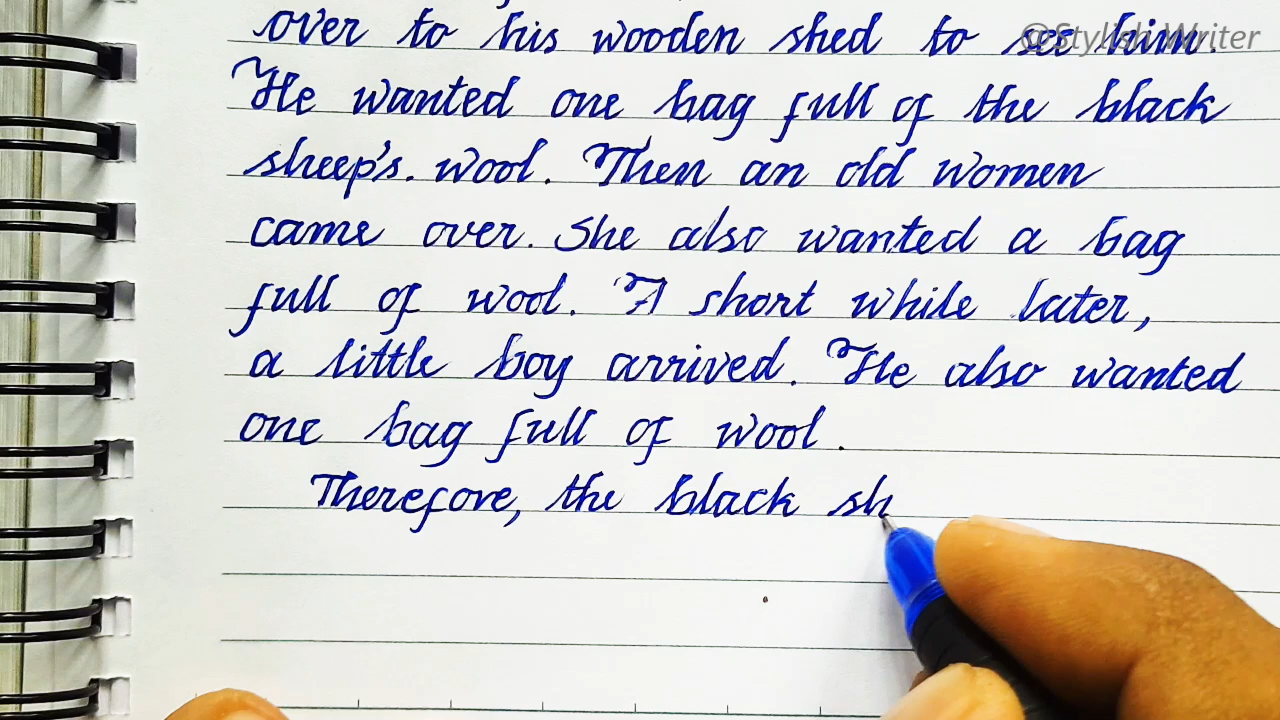 over to his wooden shed to see him.
@Stylish Writer
He wanted one bag full of the black
sheep's. wool. Then an old women
came over. She also wanted a bag
full of wool. A short while later,
a little boy arrived. He also wanted
one bag full of wool.
Therefore, the black sh